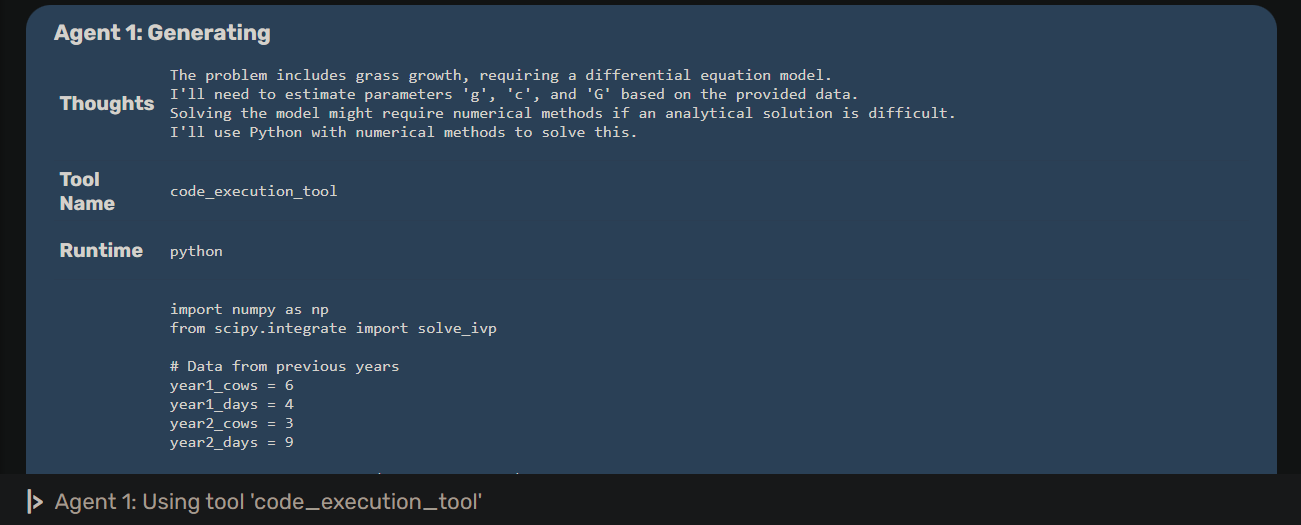 Agent 1: Generating
Thoughts
The problem includes grass growth, requiring a differential equation model.
I'll need to estimate parameters 'g', 'c', and 'G' based on the provided data.
Solving the model might require numerical methods if an analytical solution is difficult.
I'll use Python with numerical methods to solve this.
Tool
Name
code_execution_tool
Runtime
python
import numpy as np
from scipy.integrate import solve_ivp
# Data from previous years
year1_cows = 6
year1_days = 4
year2_cows = 3
year2_days = 9
|> Agent 1: Using tool 'code_execution_tool'